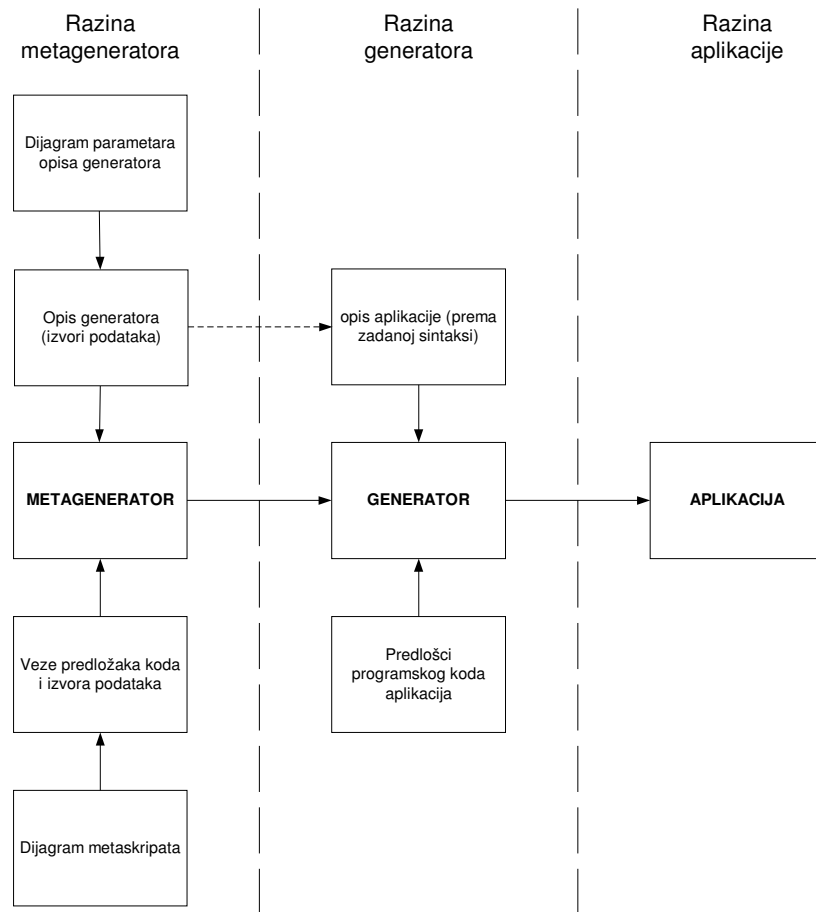 Razina
metageneratora
Razina
generatora
Razina
aplikacije
Dijagram parametara
opisa generatora
Opis generatora
(izvori podataka)
opis aplikacije (prema
zadanoj sintaksi)
METAGENERATOR
GENERATOR
APLIKACIJA
Veze predložaka koda
i izvora podataka
Predlošci
programskog koda
aplikacija
Dijagram metaskripata